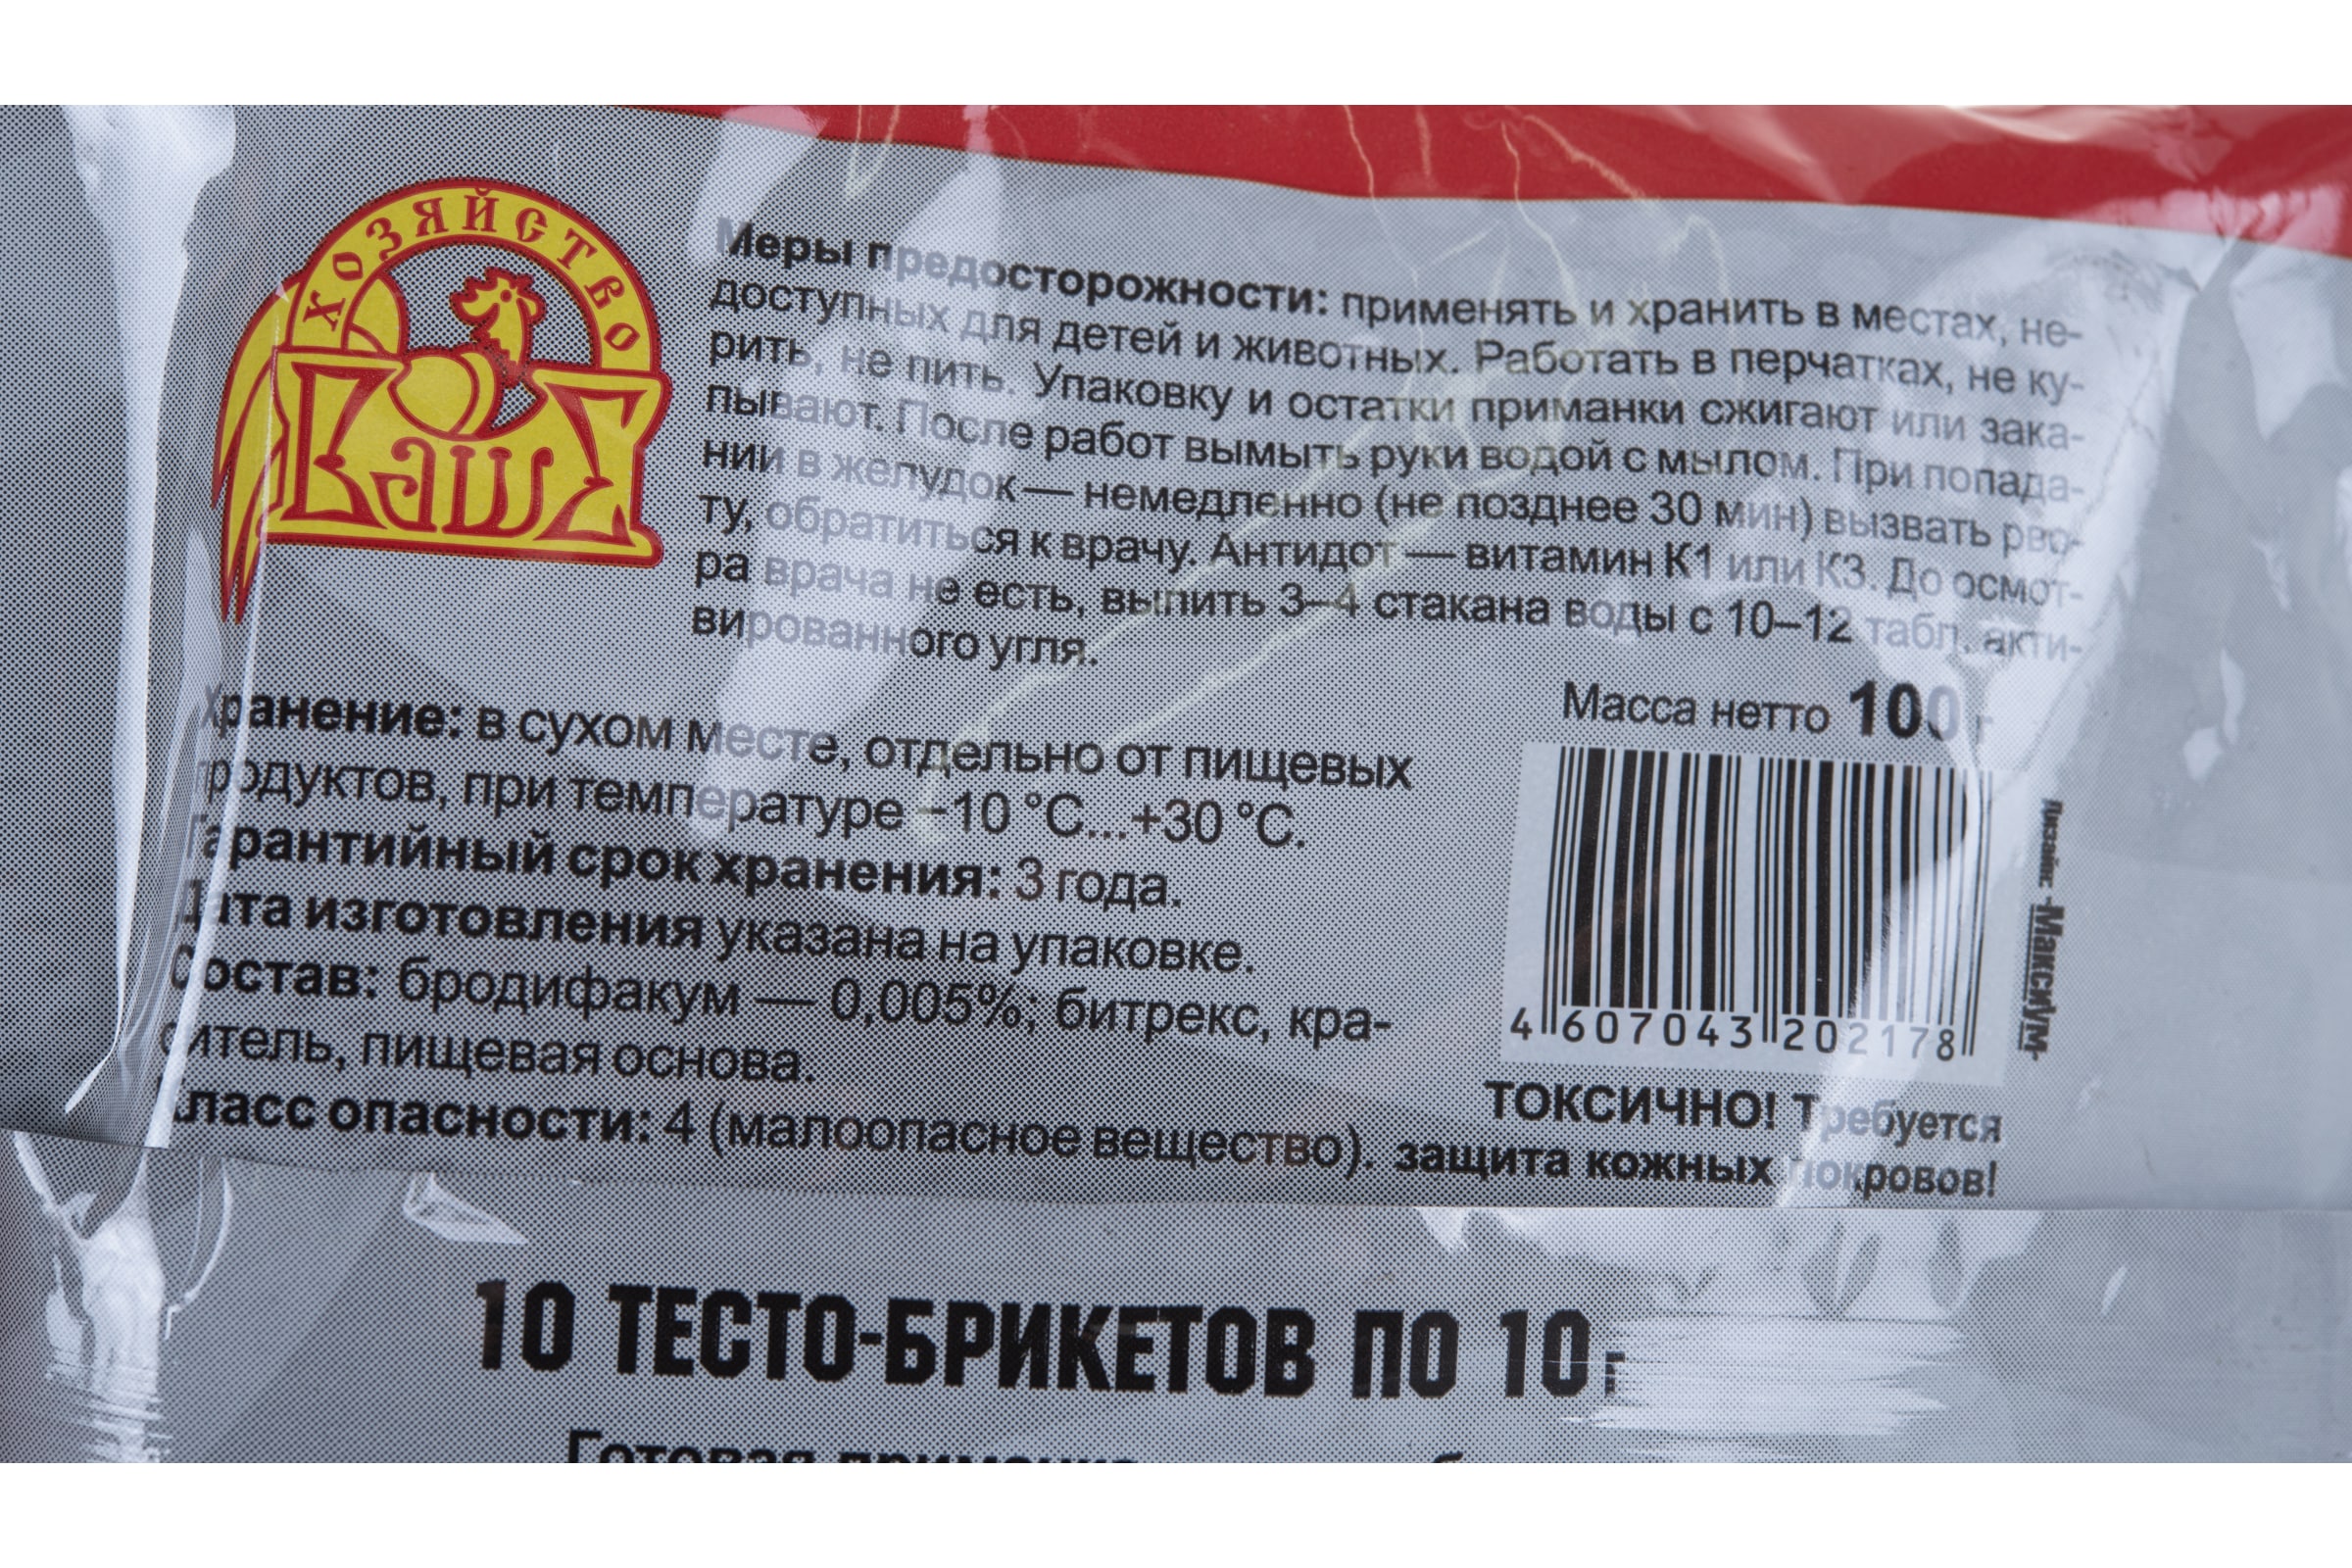 ХОЗЯЙСТВО
ВАШЕ
Меры предосторожности: применять и хранить в местах, не-
доступных для детей и животных. Работать в перчатках, не ку-
рить, не пить. Упаковку и остатки приманки сжигают или зака-
пывают. После работ вымыть руки водой с мылом. При попада-
нии в желудок — немедленно (не позднее 30 мин) вызвать рво-
ту, обратиться к врачу. Антидот — витамин К1 или К3. До осмот-
ра врача не есть, выпить 3–4 стакана воды с 10–12 табл. акти-
вированного угля.
Хранение: в сухом месте, отдельно от пищевых
продуктов, при температуре –10 °С...+30 °С.
Гарантийный срок хранения: 3 года.
Дата изготовления указана на упаковке.
Состав: бродифакум — 0,005%; битрекс, кра-
ситель, пищевая основа.
Класс опасности: 4 (малоопасное вещество).
Масса нетто 100 г
4 607043 202178
Дизайн: -Максиум-
ТОКСИЧНО! Требуется
защита кожных покровов!
10 ТЕСТО-БРИКЕТОВ ПО 10 г
Готовая приманка